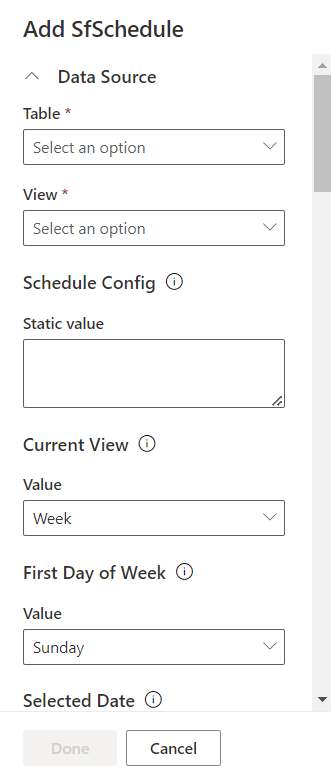 Add SfSchedule
Data Source
Table *
Select an option
View *
Select an option
Schedule Config
Static value
Current View
Value
Week
First Day of Week
Value
Sunday
Selected Date
Done
Cancel